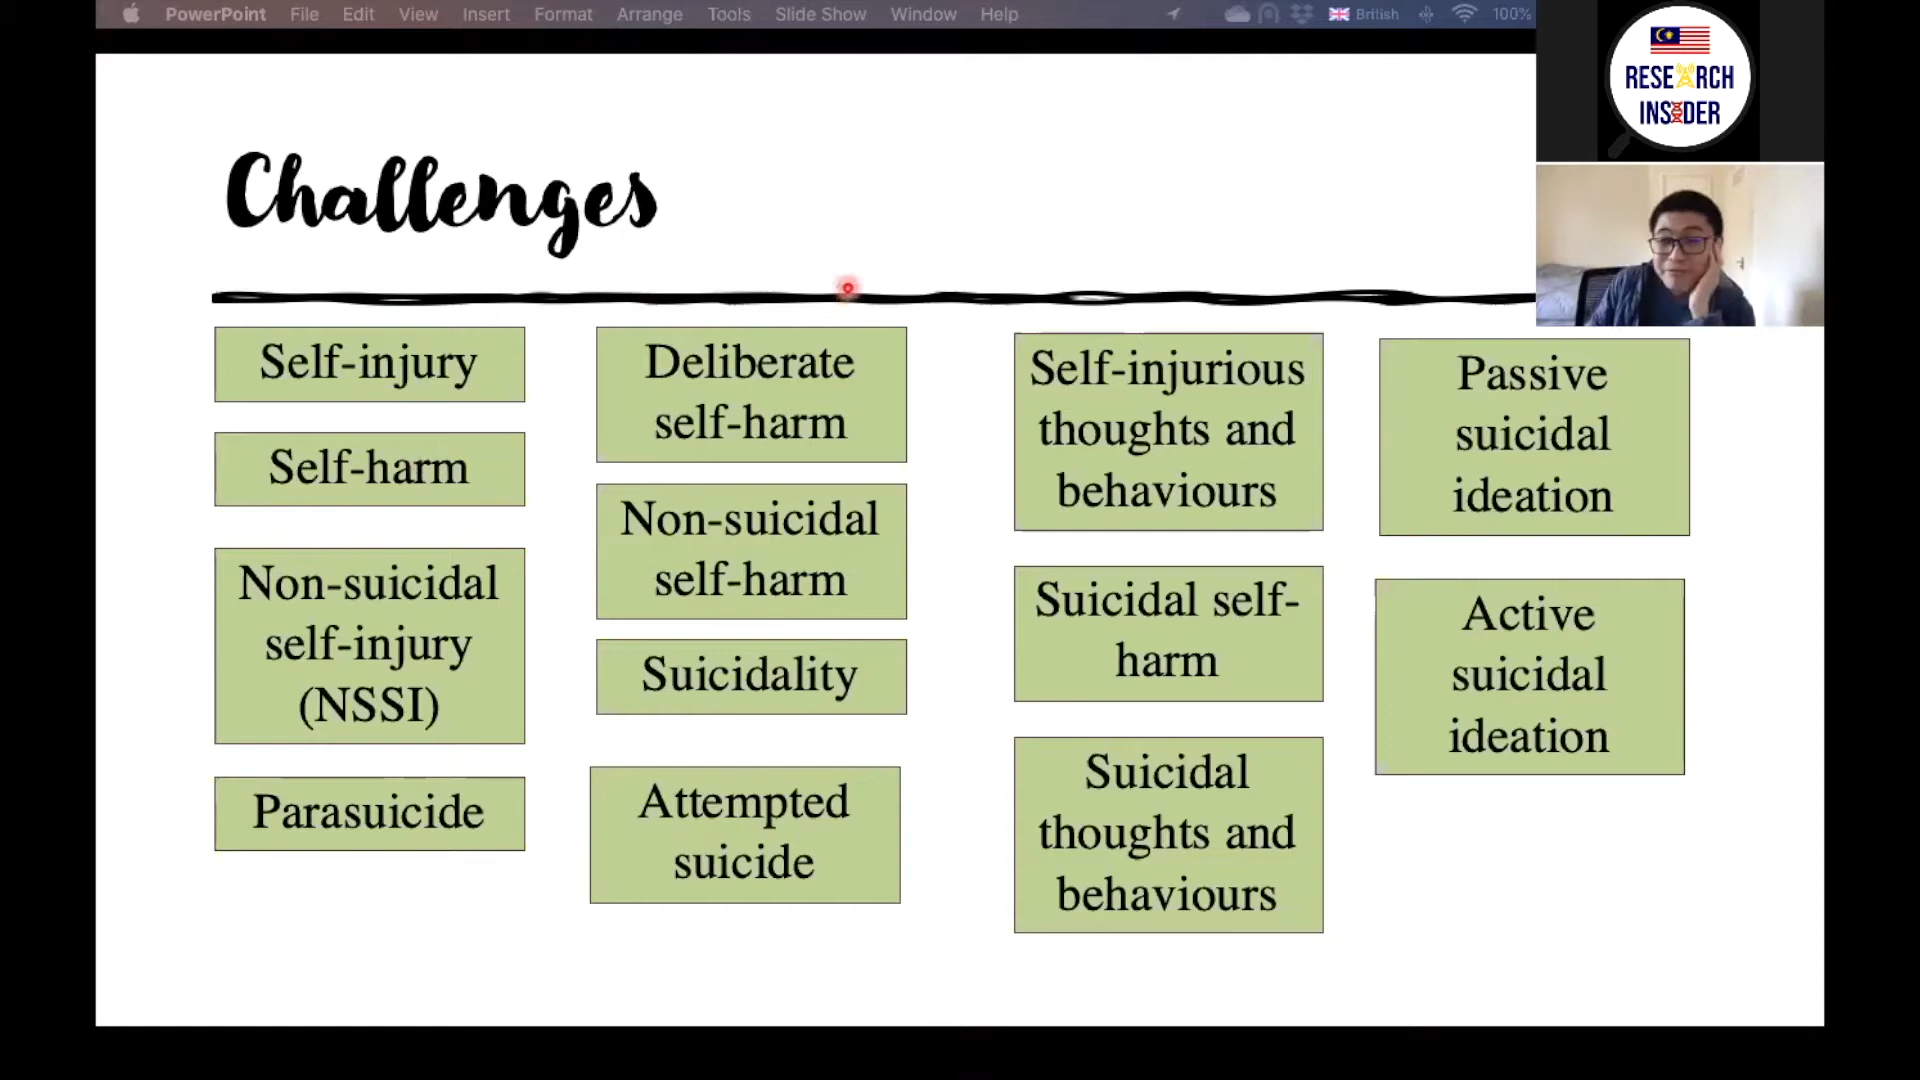 PowerPoint File Edit View Insert Format Arrange Tools Slide Show Window Help British 100%
RESEARCH
INSIDER
Challenges
Self-injury
Self-harm
Non-suicidal
self-injury
(NSSI)
Parasuicide
Deliberate
self-harm
Non-suicidal
self-harm
Suicidality
Attempted
suicide
Self-injurious
thoughts and
behaviours
Suicidal self-
harm
Suicidal
thoughts and
behaviours
Passive
suicidal
ideation
Active
suicidal
ideation